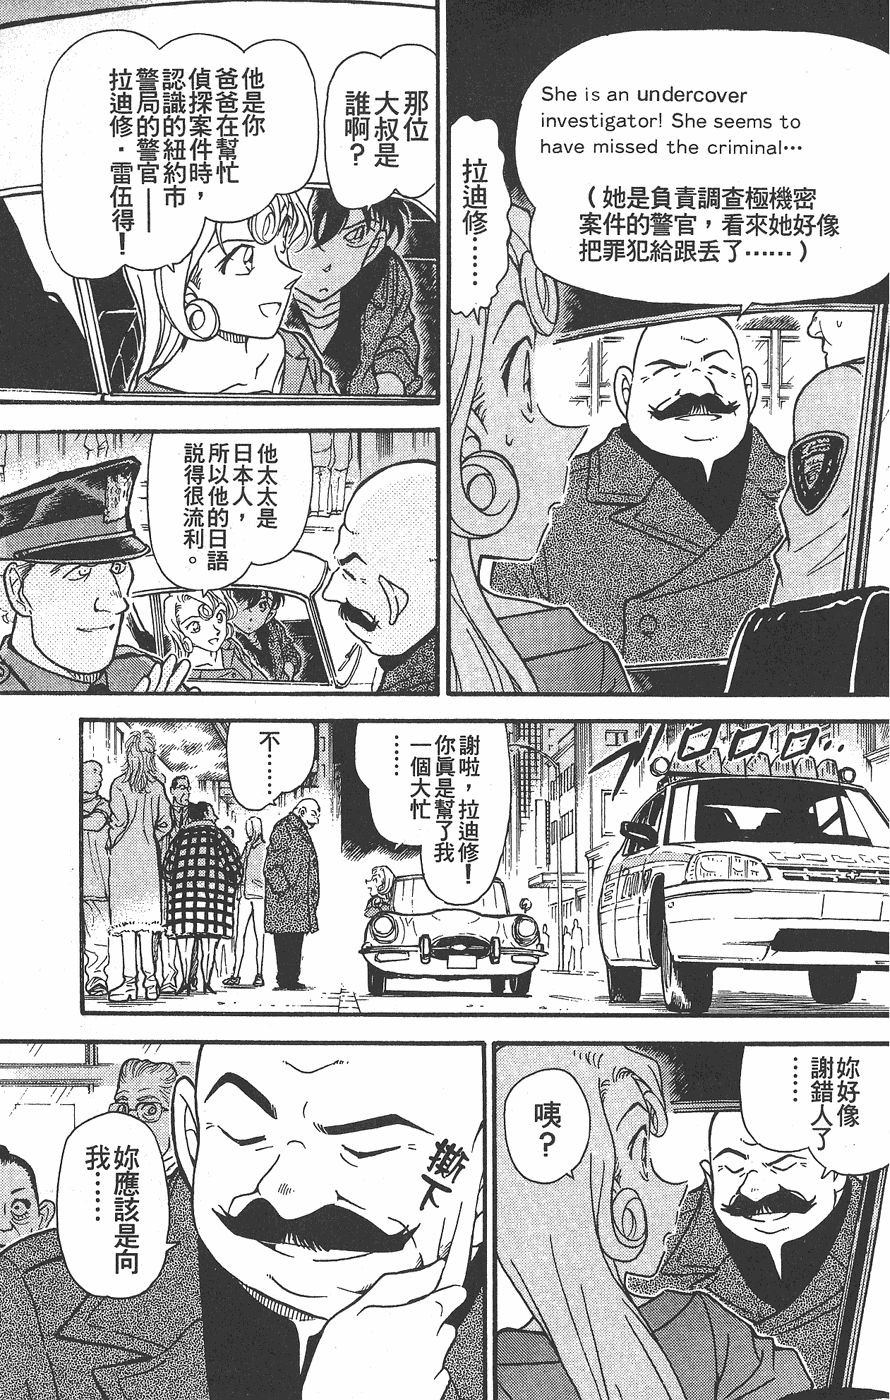 She is an undercover
investigator! She seems to
have missed the criminal…
（她是負責調查極機密
案件的警官，看來她好像
把罪犯給跟丟了……）
拉迪修……
那位
大叔是
誰啊？
他是你
爸爸在幫忙
偵探案件時，
認識的紐約市
警局的警官——
拉迪修．雷伍得！
他太太是
日本人，
所以他的日語
說得很流利。
ブロロロ…
謝啦，拉迪修！
你眞是幫了我
一個大忙
……
不……
妳好像
謝錯人了
……
咦？
撕下
妳應該是向
我……